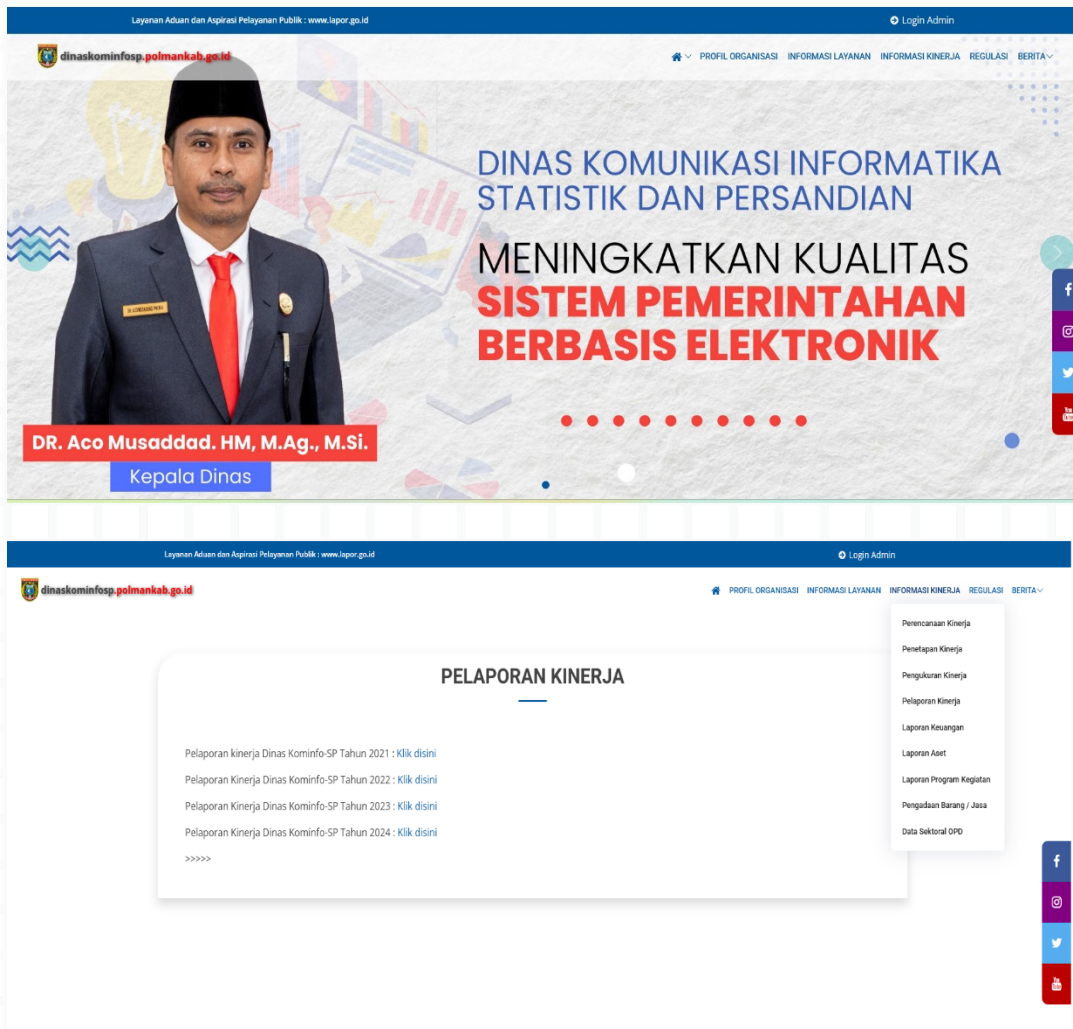 Layanan Aduan dan Aspirasi Pelayanan Publik : www.lapor.go.id
Login Admin
dinaskominfosp.polmankab.go.id
PROFIL ORGANISASI INFORMASI LAYANAN INFORMASI KINERJA REGULASI BERITA
DINAS KOMUNIKASI INFORMATIKA
STATISTIK DAN PERSANDIAN
MENINGKATKAN KUALITAS
SISTEM PEMERINTAHAN
BERBASIS ELEKTRONIK
DR. Aco Musaddad. HM, M.Ag., M.Si.
Kepala Dinas
Layanan Aduan dan Aspirasi Pelayanan Publik : www.lapor.go.id
Login Admin
dinaskominfosp.polmankab.go.id
PROFIL ORGANISASI INFORMASI LAYANAN INFORMASI KINERJA REGULASI BERITA
Perencanaan Kinerja
Penetapan Kinerja
Pengukuran Kinerja
Pelaporan Kinerja
Laporan Keuangan
Laporan Aset
Laporan Program Kegiatan
Pengadaan Barang / Jasa
Data Sektoral OPD
PELAPORAN KINERJA
Pelaporan kinerja Dinas Kominfo-SP Tahun 2021 : Klik disini
Pelaporan Kinerja Dinas Kominfo-SP Tahun 2022 : Klik disini
Pelaporan Kinerja Dinas Kominfo-SP Tahun 2023 : Klik disini
Pelaporan Kinerja Dinas Kominfo-SP Tahun 2024 : Klik disini
>>>>>